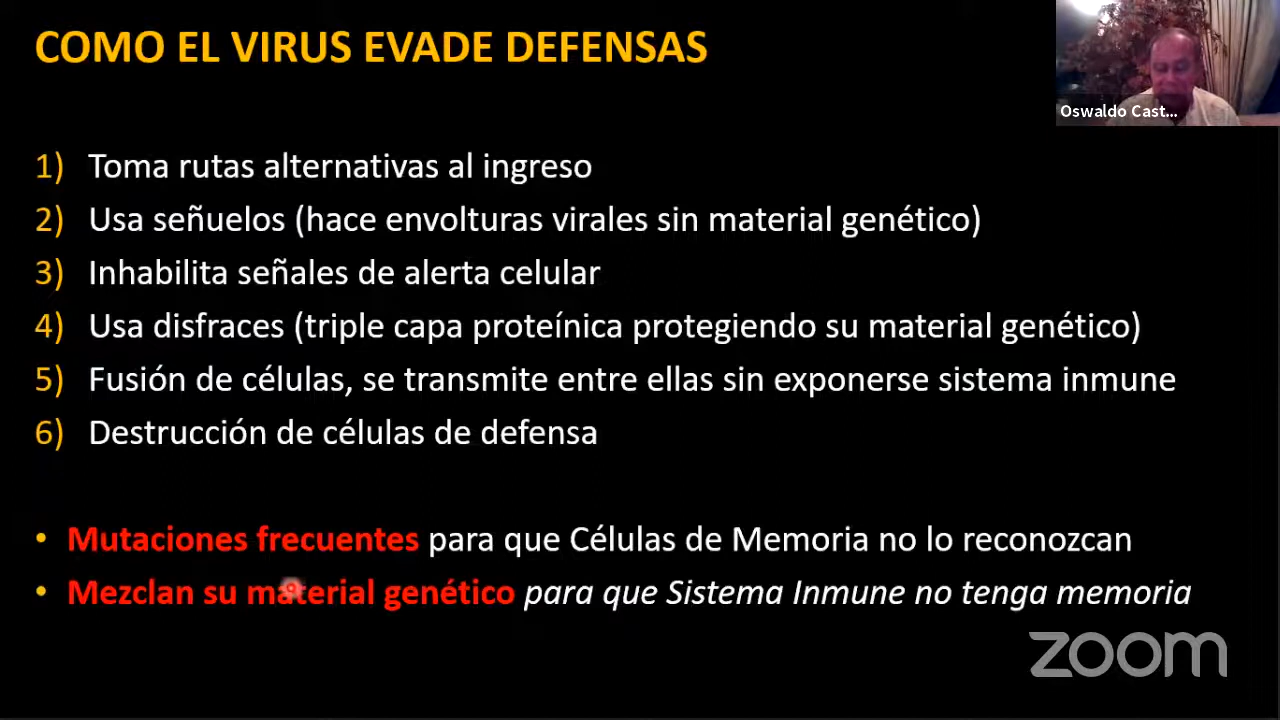 COMO EL VIRUS EVADE DEFENSAS
Oswaldo Cast...
1) Toma rutas alternativas al ingreso
2) Usa señuelos (hace envolturas virales sin material genético)
3) Inhabilita señales de alerta celular
4) Usa disfraces (triple capa proteínica protegiendo su material genético)
5) Fusión de células, se transmite entre ellas sin exponerse sistema inmune
6) Destrucción de células de defensa
• Mutaciones frecuentes para que Células de Memoria no lo reconozcan
• Mezclan su material genético para que Sistema Inmune no tenga memoria
zoom